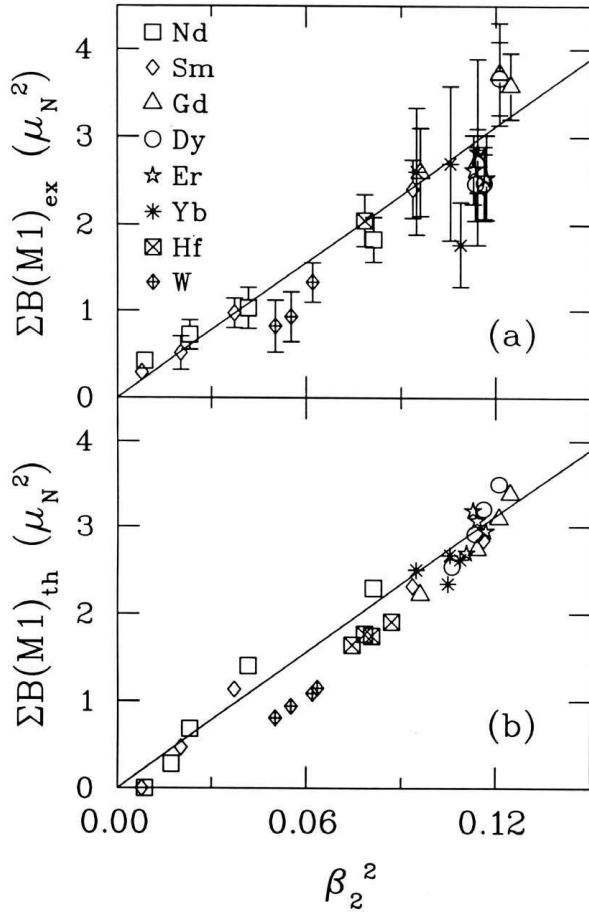 ΣB(M1)ex (μN²)
4
3
2
1
0
Nd
Sm
Gd
Dy
Er
Yb
Hf
W
(a)
ΣB(M1)th (μN²)
4
3
2
1
0
(b)
0.00 0.06 0.12
β₂²